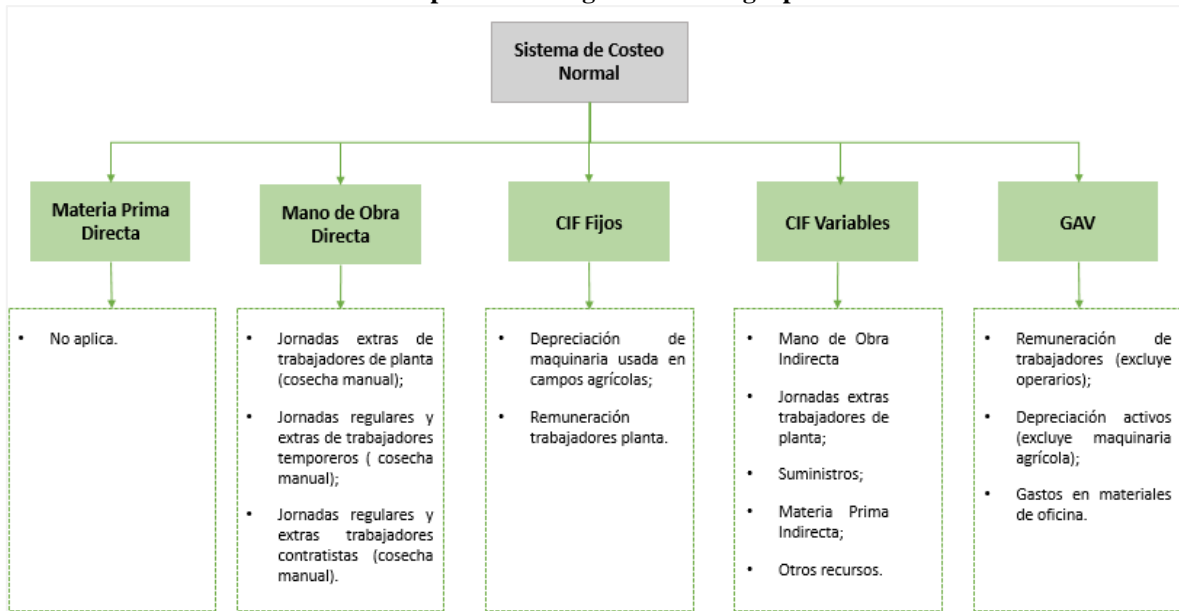 Sistema de Costeo
Normal
Materia Prima
Directa
Mano de Obra
Directa
CIF Fijos
CIF Variables
GAV
• No aplica.
• Jornadas extras de
trabajadores de planta
(cosecha manual);
• Jornadas regulares y
extras de trabajadores
temporeros ( cosecha
manual);
• Jornadas regulares y
extras trabajadores
contratistas (cosecha
manual).
• Depreciación de
maquinaria usada en
campos agrícolas;
• Remuneración
trabajadores planta.
• Mano de Obra
Indirecta
• Jornadas extras
trabajadores de
planta;
• Suministros;
• Materia Prima
Indirecta;
• Otros recursos.
• Remuneración de
trabajadores (excluye
operarios);
• Depreciación activos
(excluye maquinaria
agrícola);
• Gastos en materiales
de oficina.